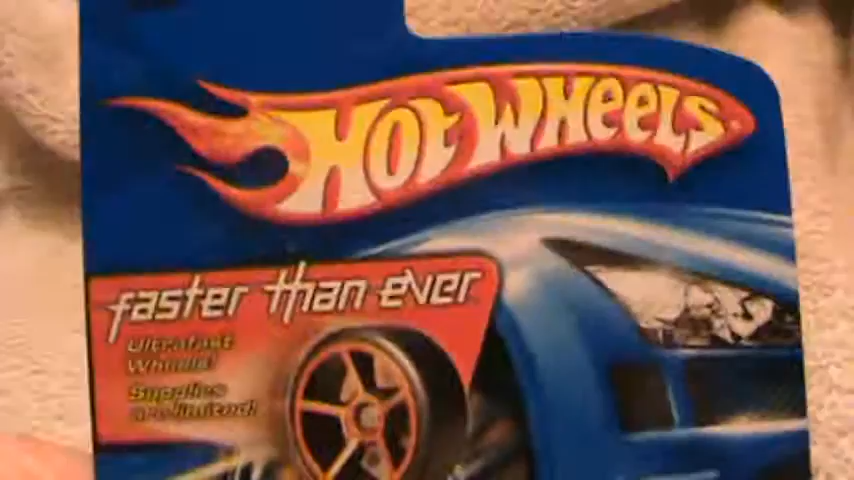 Hot Wheels
faster than ever
Ultrafast
Wheels!
Supplies
are limited!